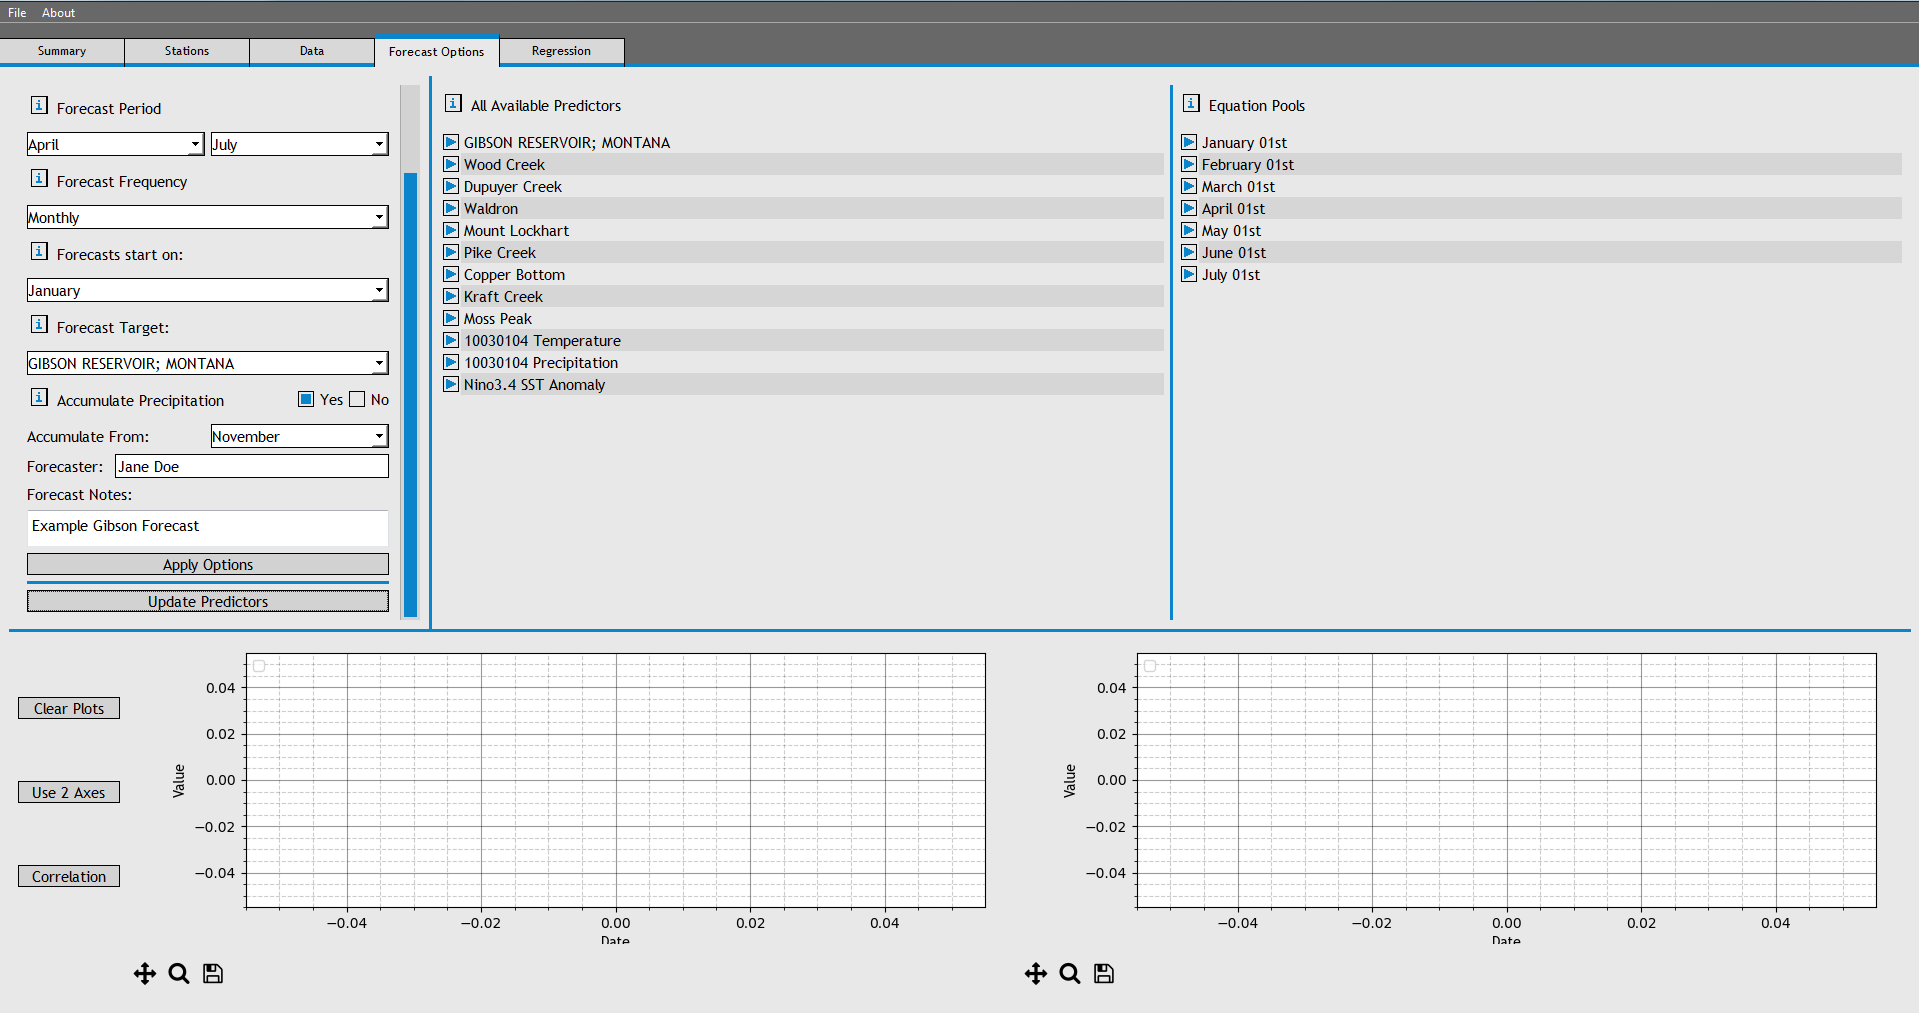 File About
Summary Stations Data Forecast Options Regression
Forecast Period
April July
Forecast Frequency
Monthly
Forecasts start on:
January
Forecast Target:
GIBSON RESERVOIR; MONTANA
Accumulate Precipitation Yes No
Accumulate From: November
Forecaster: Jane Doe
Forecast Notes:
Example Gibson Forecast
Apply Options
Update Predictors
All Available Predictors
GIBSON RESERVOIR; MONTANA
Wood Creek
Dupuyer Creek
Waldron
Mount Lockhart
Pike Creek
Copper Bottom
Kraft Creek
Moss Peak
10030104 Temperature
10030104 Precipitation
Nino3.4 SST Anomaly
Equation Pools
January 01st
February 01st
March 01st
April 01st
May 01st
June 01st
July 01st
Clear Plots
Use 2 Axes
Correlation
Value
0.04
0.02
0.00
−0.02
−0.04
−0.04 −0.02 0.00 0.02 0.04
Date
Value
0.04
0.02
0.00
−0.02
−0.04
−0.04 −0.02 0.00 0.02 0.04
Date